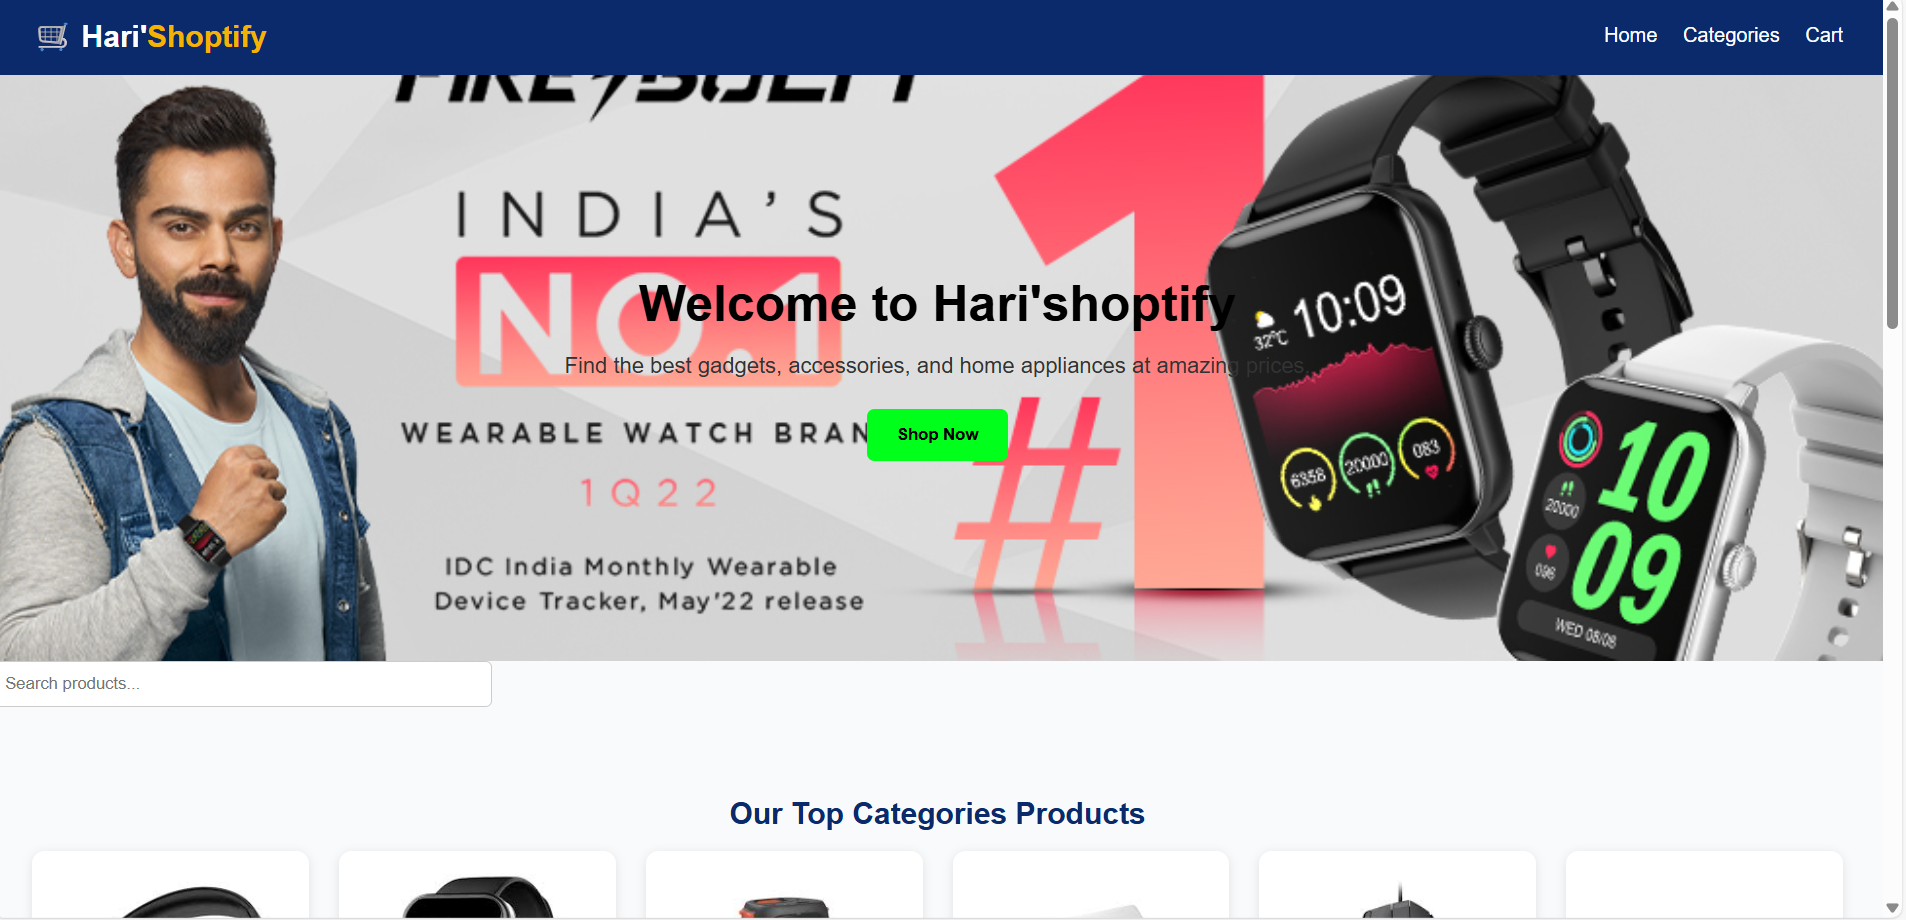 Hari'Shoptify
Home Categories Cart
FIRE-BOLTT
INDIA'S
NO.1
Welcome to Hari'shoptify
Find the best gadgets, accessories, and home appliances at amazing prices.
WEARABLE WATCH BRAN
Shop Now
1Q22
IDC India Monthly Wearable
Device Tracker, May'22 release
#1
10:09
32°C
6358
20000
083
10
09
20000
096
WED 08/08
Search products...
Our Top Categories Products